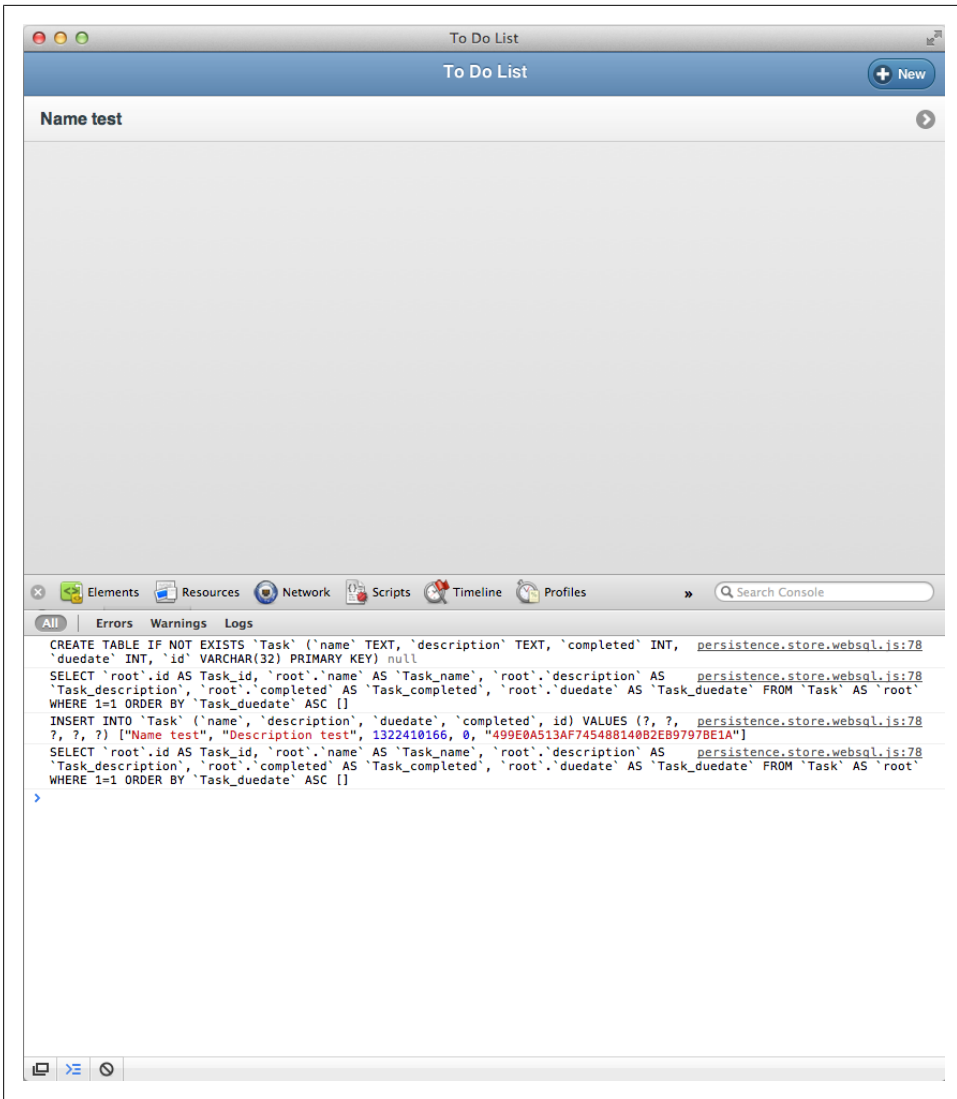 To Do List
To Do List
New
Name test
Elements Resources Network Scripts Timeline Profiles » Search Console
All Errors Warnings Logs
CREATE TABLE IF NOT EXISTS `Task` (`name` TEXT, `description` TEXT, `completed` INT, persistence.store.websql.js:78
`duedate` INT, `id` VARCHAR(32) PRIMARY KEY) null
SELECT `root`.id AS Task_id, `root`.`name` AS `Task_name`, `root`.`description` AS persistence.store.websql.js:78
`Task_description`, `root`.`completed` AS `Task_completed`, `root`.`duedate` AS `Task_duedate` FROM `Task` AS `root`
WHERE 1=1 ORDER BY `Task_duedate` ASC []
INSERT INTO `Task` (`name`, `description`, `duedate`, `completed`, id) VALUES (?, ?, persistence.store.websql.js:78
?, ?, ?) ["Name test", "Description test", 1322410166, 0, "499E0A513AF745488140B2EB9797BE1A"]
SELECT `root`.id AS Task_id, `root`.`name` AS `Task_name`, `root`.`description` AS persistence.store.websql.js:78
`Task_description`, `root`.`completed` AS `Task_completed`, `root`.`duedate` AS `Task_duedate` FROM `Task` AS `root`
WHERE 1=1 ORDER BY `Task_duedate` ASC []